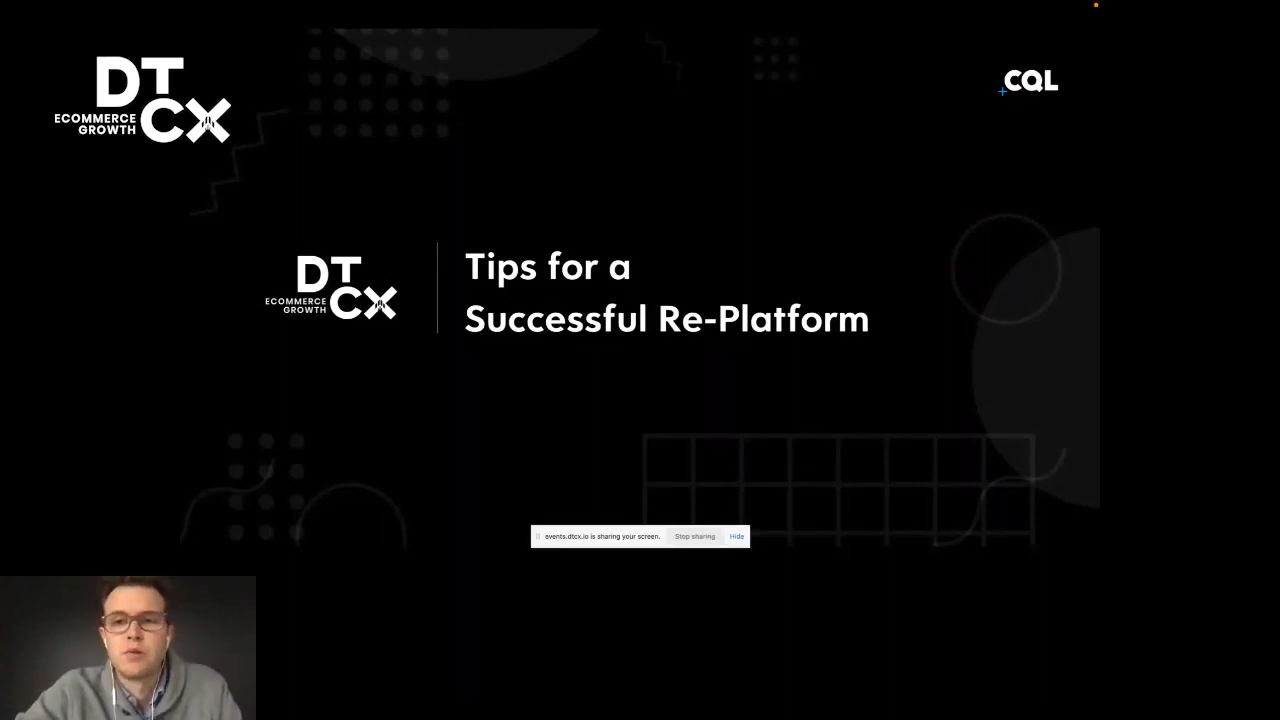 DT
CX
ECOMMERCE
GROWTH
CQL
DT
CX
ECOMMERCE
GROWTH
Tips for a
Successful Re-Platform
events.dtcx.io is sharing your screen. Stop sharing Hide